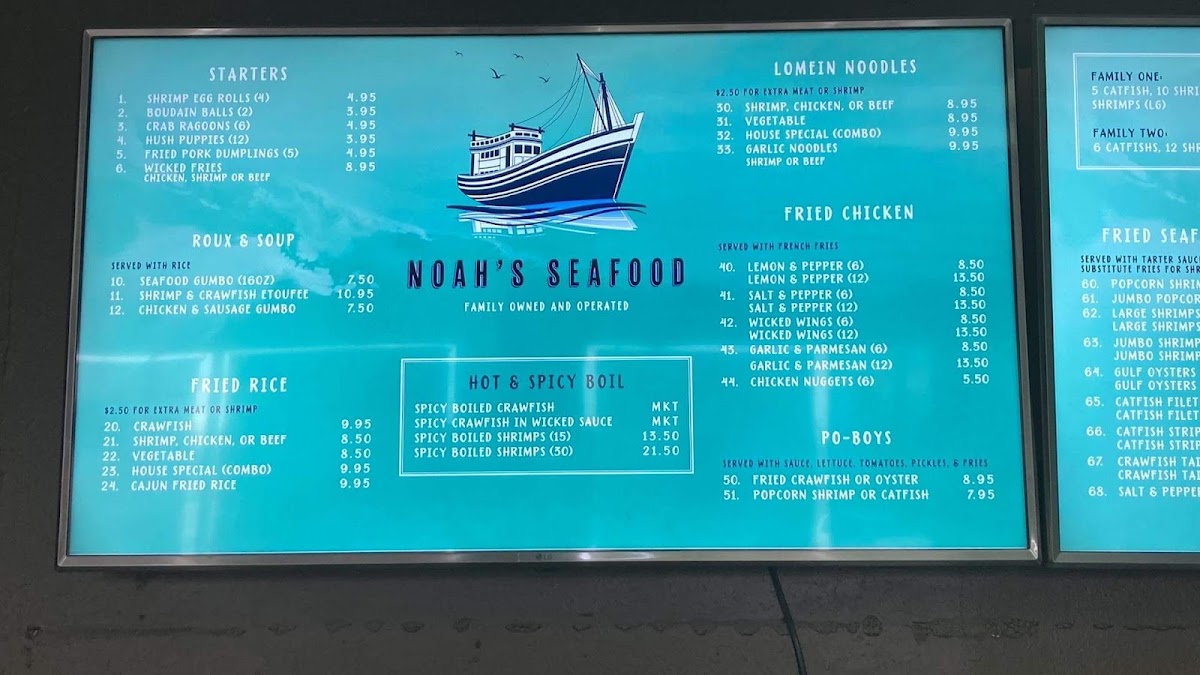 STARTERS
1. SHRIMP EGG ROLLS (4) 4.95
2. BOUDAIN BALLS (2) 3.95
3. CRAB RAGOONS (6) 4.95
4. HUSH PUPPIES (12) 3.95
5. FRIED PORK DUMPLINGS (5) 4.95
6. WICKED FRIES 8.95
CHICKEN, SHRIMP OR BEEF
ROUX & SOUP
SERVED WITH RICE
10. SEAFOOD GUMBO (16OZ) 7.50
11. SHRIMP & CRAWFISH ETOUFEE 10.95
12. CHICKEN & SAUSAGE GUMBO 7.50
FRIED RICE
$2.50 FOR EXTRA MEAT OR SHRIMP
20. CRAWFISH 9.95
21. SHRIMP, CHICKEN, OR BEEF 8.50
22. VEGETABLE 8.50
23. HOUSE SPECIAL (COMBO) 9.95
24. CAJUN FRIED RICE 9.95
NOAH'S SEAFOOD
FAMILY OWNED AND OPERATED
HOT & SPICY BOIL
SPICY BOILED CRAWFISH MKT
SPICY CRAWFISH IN WICKED SAUCE MKT
SPICY BOILED SHRIMPS (15) 13.50
SPICY BOILED SHRIMPS (30) 21.50
LG
LOMEIN NOODLES
$2.50 FOR EXTRA MEAT OR SHRIMP
30. SHRIMP, CHICKEN, OR BEEF 8.95
31. VEGETABLE 8.95
32. HOUSE SPECIAL (COMBO) 9.95
33. GARLIC NOODLES 9.95
SHRIMP OR BEEF
FRIED CHICKEN
SERVED WITH FRENCH FRIES
40. LEMON & PEPPER (6) 8.50
LEMON & PEPPER (12) 13.50
41. SALT & PEPPER (6) 8.50
SALT & PEPPER (12) 13.50
42. WICKED WINGS (6) 8.50
WICKED WINGS (12) 13.50
43. GARLIC & PARMESAN (6) 8.50
GARLIC & PARMESAN (12) 13.50
44. CHICKEN NUGGETS (6) 5.50
PO-BOYS
SERVED WITH SAUCE, LETTUCE, TOMATOES, PICKLES, & FRIES
50. FRIED CRAWFISH OR OYSTER 8.95
51. POPCORN SHRIMP OR CATFISH 7.95
FAMILY ONE:
5 CATFISH, 10 SHRI
SHRIMPS (LG)
FAMILY TWO:
6 CATFISHS, 12 SHR
FRIED SEAF
SERVED WITH TARTER SAUC
SUBSTITUTE FRIES FOR SHR
60. POPCORN SHRIM
61. JUMBO POPCOR
62. LARGE SHRIMPS
LARGE SHRIMPS
63. JUMBO SHRIMP
JUMBO SHRIMP
64. GULF OYSTERS
GULF OYSTERS
65. CATFISH FILET
CATFISH FILET
66. CATFISH STRIP
CATFISH STRIP
67. CRAWFISH TAI
CRAWFISH TAI
68. SALT & PEPPE